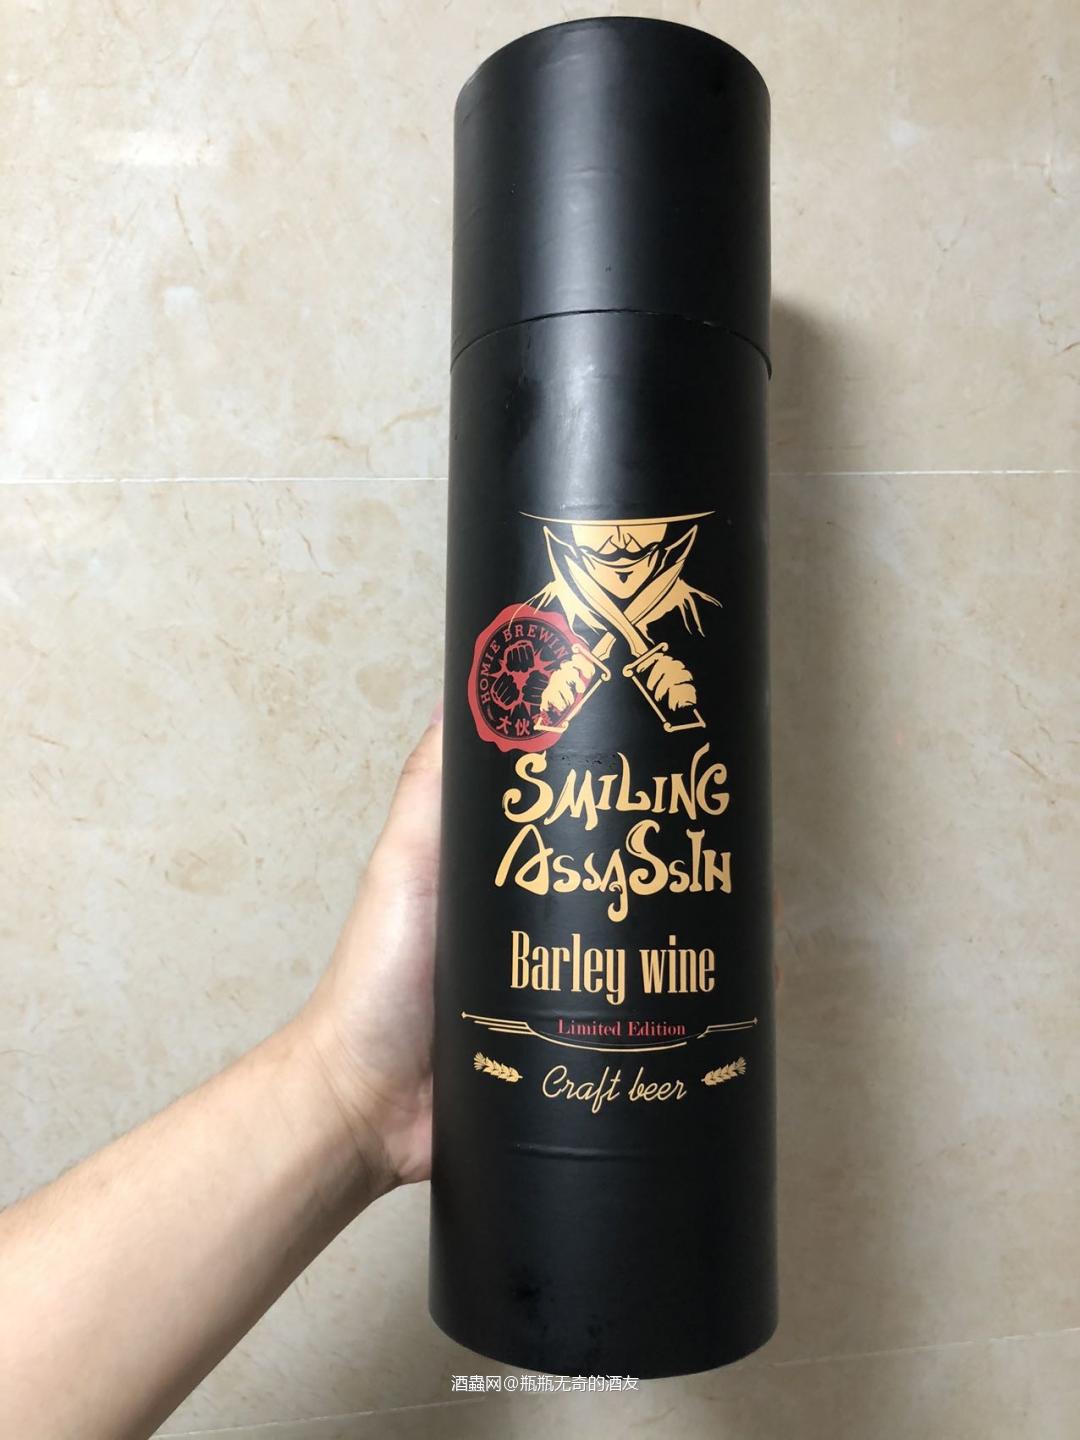 HOMIE BREWIN
大伙
SMILING
ASSASSIN
Barley wine
Limited Edition
Craft beer
酒蟲网@瓶瓶无奇的酒友